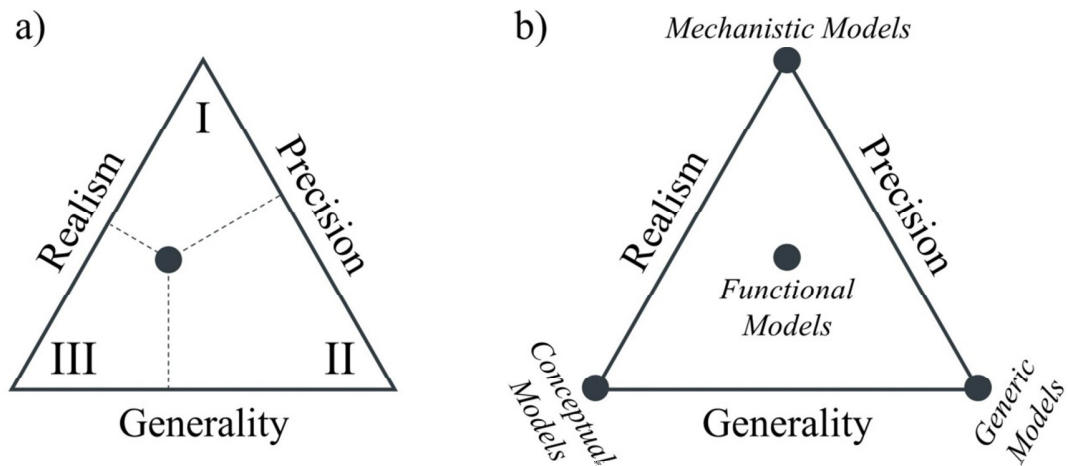 a)
I
Realism
Precision
III
II
Generality
b)
Mechanistic Models
Realism
Precision
Functional
Models
Conceptual
Models
Generality
Generic
Models